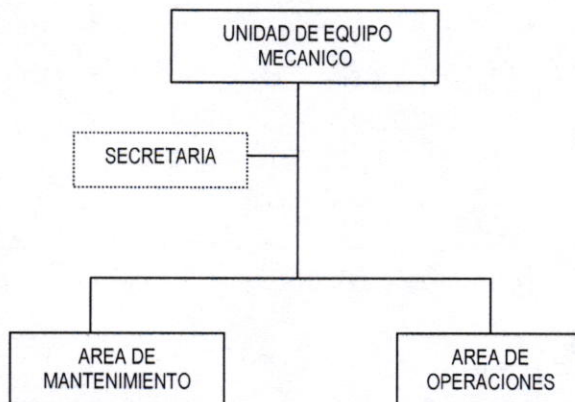 UNIDAD DE EQUIPO
MECANICO
SECRETARIA
AREA DE
MANTENIMIENTO
AREA DE
OPERACIONES